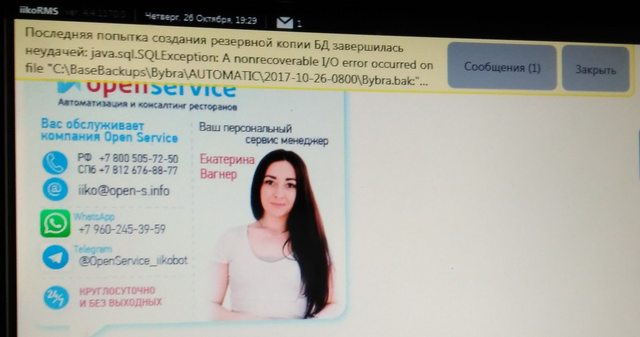 iikoRMS
Четверг, 26 Октября, 19:29
1
Последняя попытка создания резервной копии БД завершилась
неудачей: java.sql.SQLException: A nonrecoverable I/O error occurred on
file "C:\BaseBackups\Bybra\AUTOMATIC\2017-10-26-0800\Bybra.bak:"...
Сообщения (1)
Закрыть
openservice
Автоматизация и консалтинг ресторанов
Вас обслуживает
компания Open Service
РФ +7 800 505-72-50
СПб +7 812 676-88-77
iiko@open-s.info
WhatsApp
+7 960-245-39-59
Telegram
@OpenService_iikobot
24/7
КРУГЛОСУТОЧНО
И БЕЗ ВЫХОДНЫХ
Ваш персональный
сервис менеджер
Екатерина
Вагнер